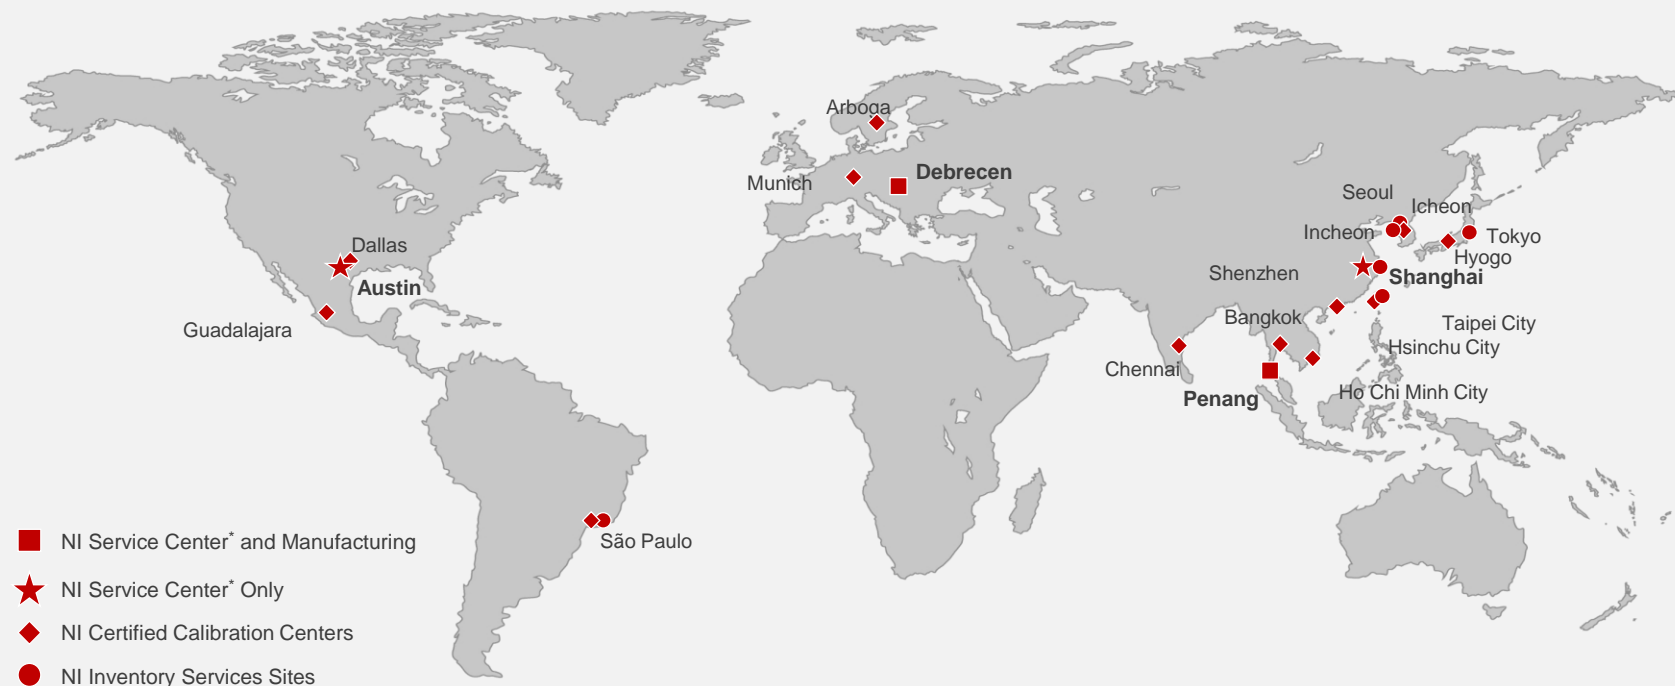 Arboga
Munich
Debrecen
Seoul
Icheon
Incheon
Tokyo
Hyogo
Dallas
Shenzhen
Shanghai
Austin
Bangkok
Guadalajara
Taipei City
Hsinchu City
Chennai
Penang
Ho Chi Minh City
São Paulo
NI Service Center* and Manufacturing
NI Service Center* Only
NI Certified Calibration Centers
NI Inventory Services Sites